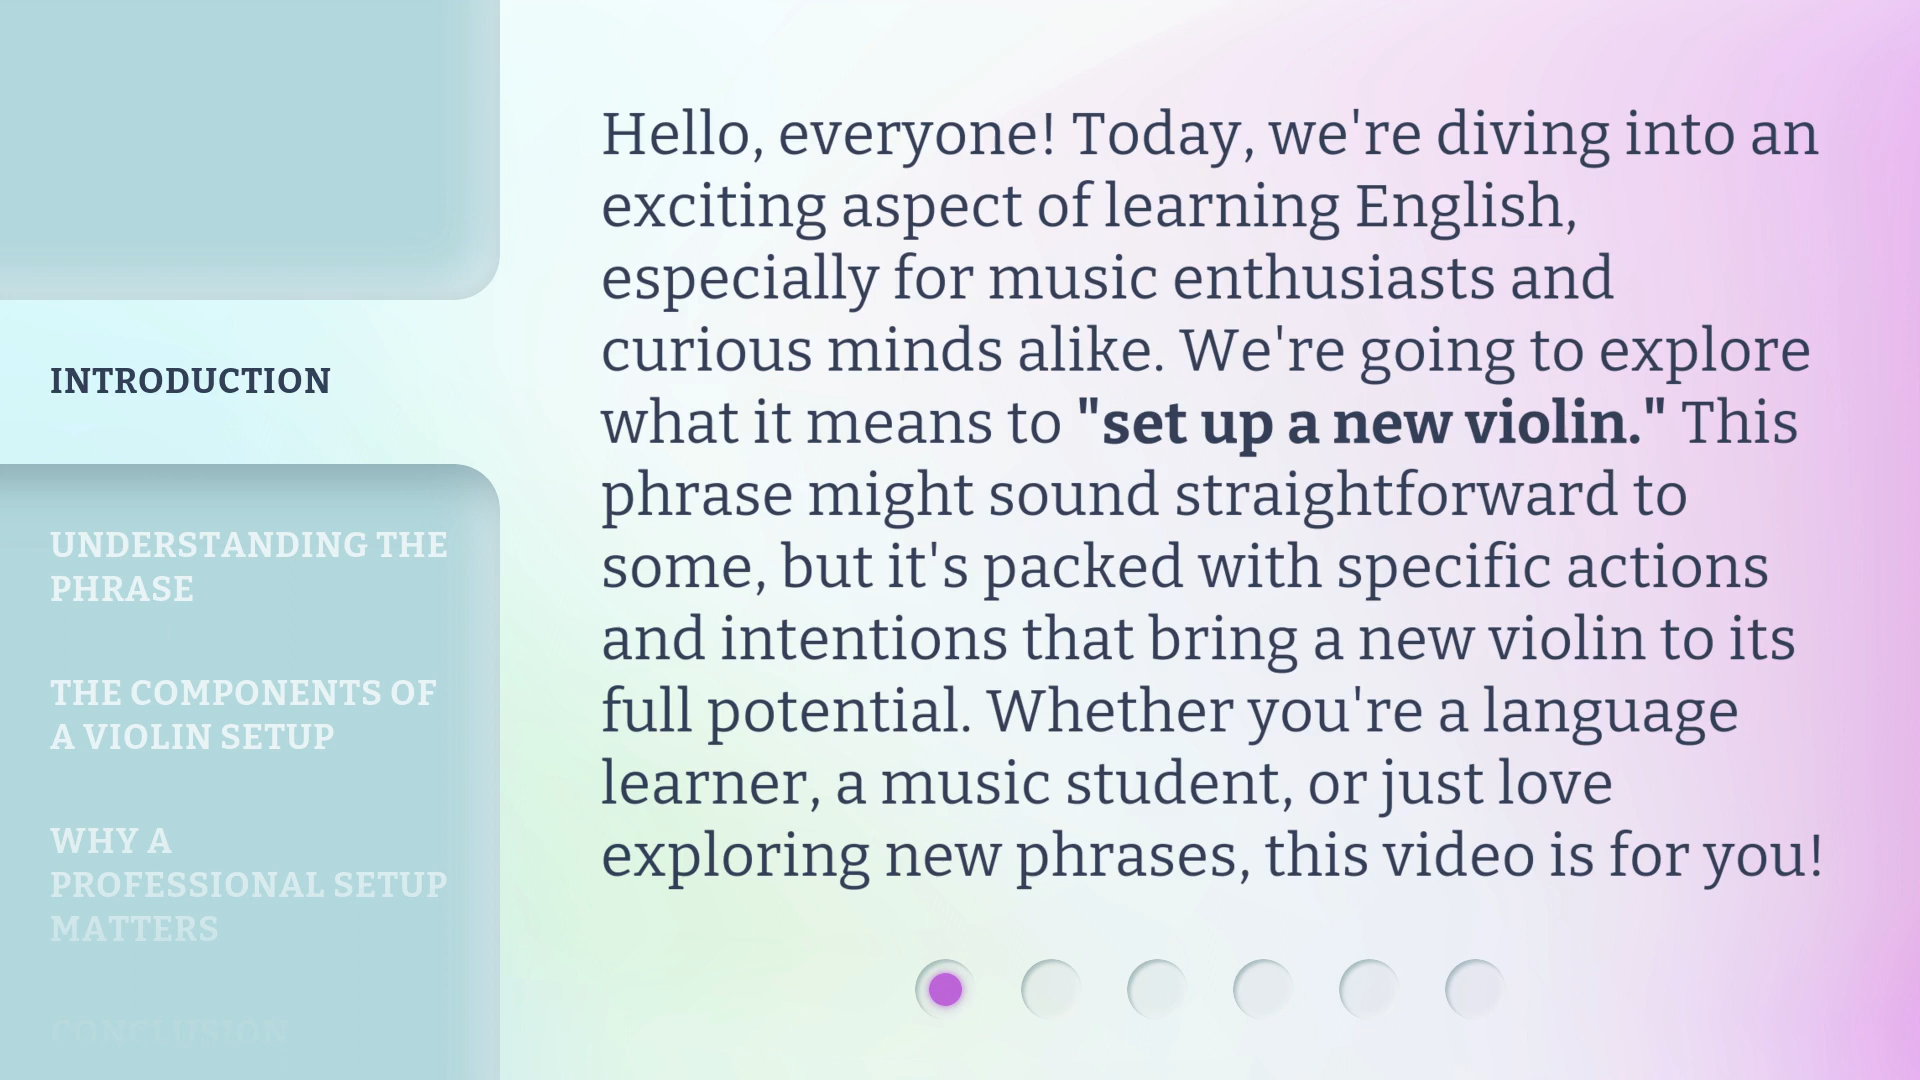 INTRODUCTION
UNDERSTANDING THE
PHRASE
THE COMPONENTS OF
A VIOLIN SETUP
WHY A
PROFESSIONAL SETUP
MATTERS
CONCLUSION
Hello, everyone! Today, we're diving into an
exciting aspect of learning English,
especially for music enthusiasts and
curious minds alike. We're going to explore
what it means to "set up a new violin." This
phrase might sound straightforward to
some, but it's packed with specific actions
and intentions that bring a new violin to its
full potential. Whether you're a language
learner, a music student, or just love
exploring new phrases, this video is for you!